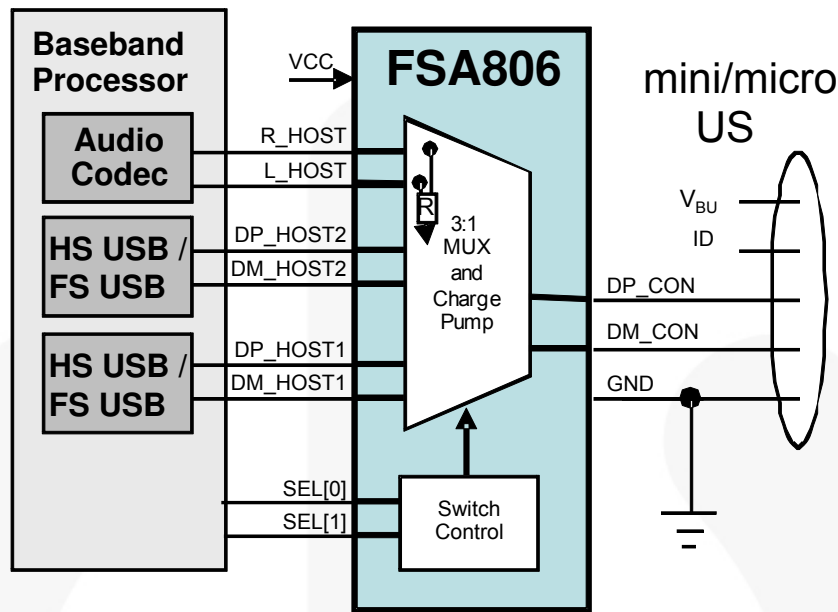 Baseband
Processor
Audio
Codec
HS USB /
FS USB
HS USB /
FS USB
VCC
R_HOST
L_HOST
DP_HOST2
DM_HOST2
DP_HOST1
DM_HOST1
SEL[0]
SEL[1]
FSA806
R
3:1
MUX
and
Charge
Pump
Switch
Control
mini/micro
US
VBU
ID
DP_CON
DM_CON
GND